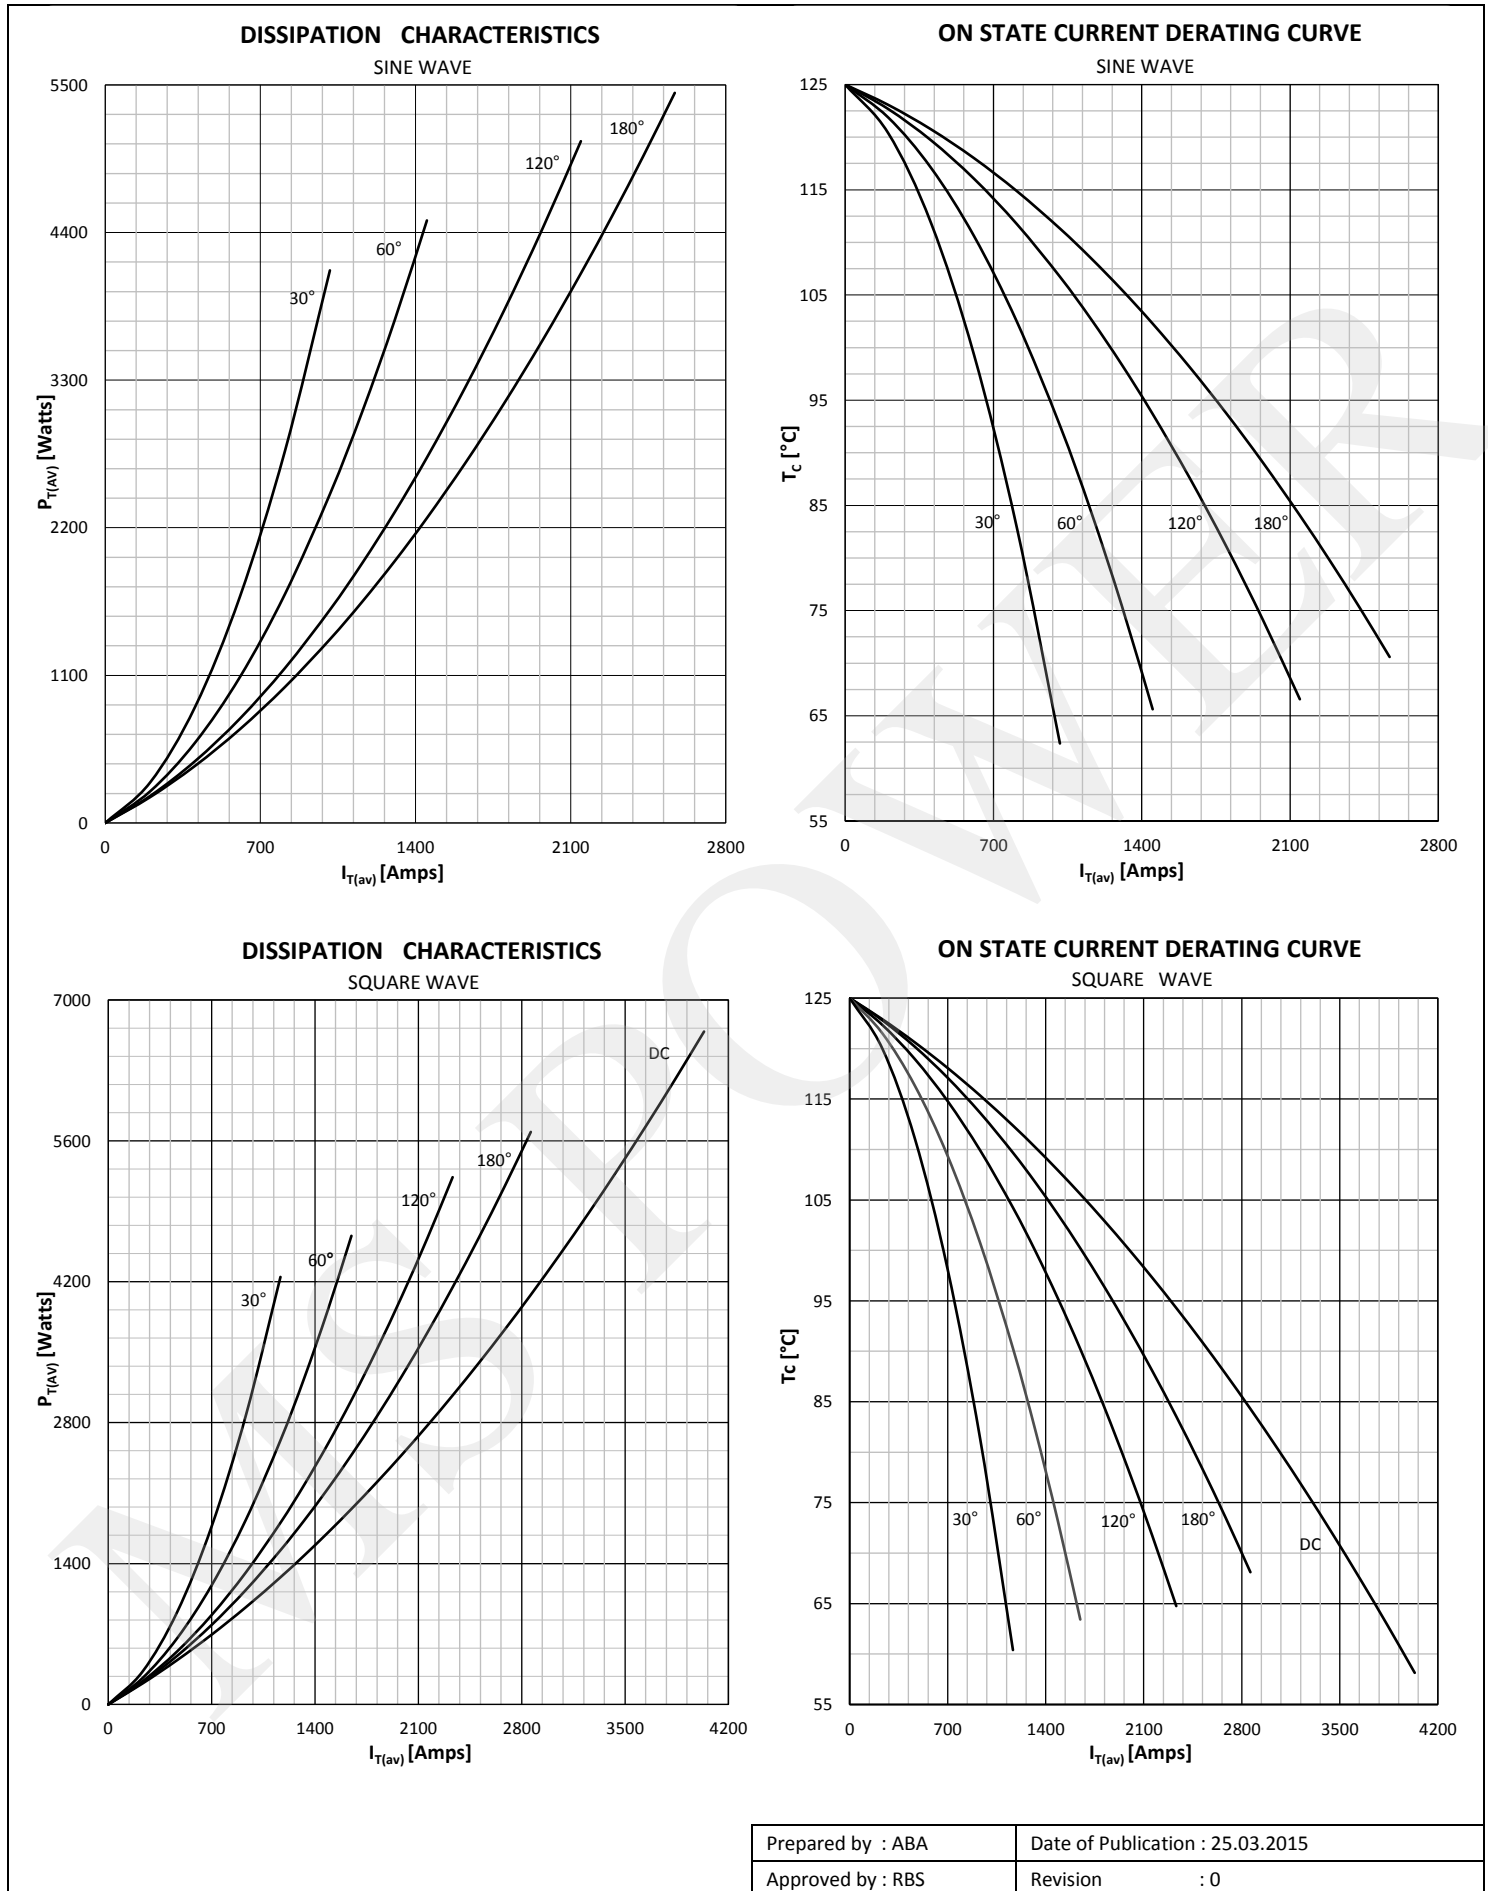 DISSIPATION CHARACTERISTICS
SINE WAVE
5500
4400
3300
2200
1100
0
P_T(AV) [Watts]
30°
60°
120°
180°
0 700 1400 2100 2800
I_T(av) [Amps]
ON STATE CURRENT DERATING CURVE
SINE WAVE
125
115
105
95
85
75
65
55
T_C [°C]
30° 60° 120° 180°
0 700 1400 2100 2800
I_T(av) [Amps]
DISSIPATION CHARACTERISTICS
SQUARE WAVE
7000
5600
4200
2800
1400
0
P_T(AV) [Watts]
30°
60°
120°
180°
DC
0 700 1400 2100 2800 3500 4200
I_T(av) [Amps]
ON STATE CURRENT DERATING CURVE
SQUARE WAVE
125
115
105
95
85
75
65
55
Tc [°C]
30° 60° 120° 180°
DC
0 700 1400 2100 2800 3500 4200
I_T(av) [Amps]
MS POWER
Prepared by : ABA
Date of Publication : 25.03.2015
Approved by : RBS
Revision : 0